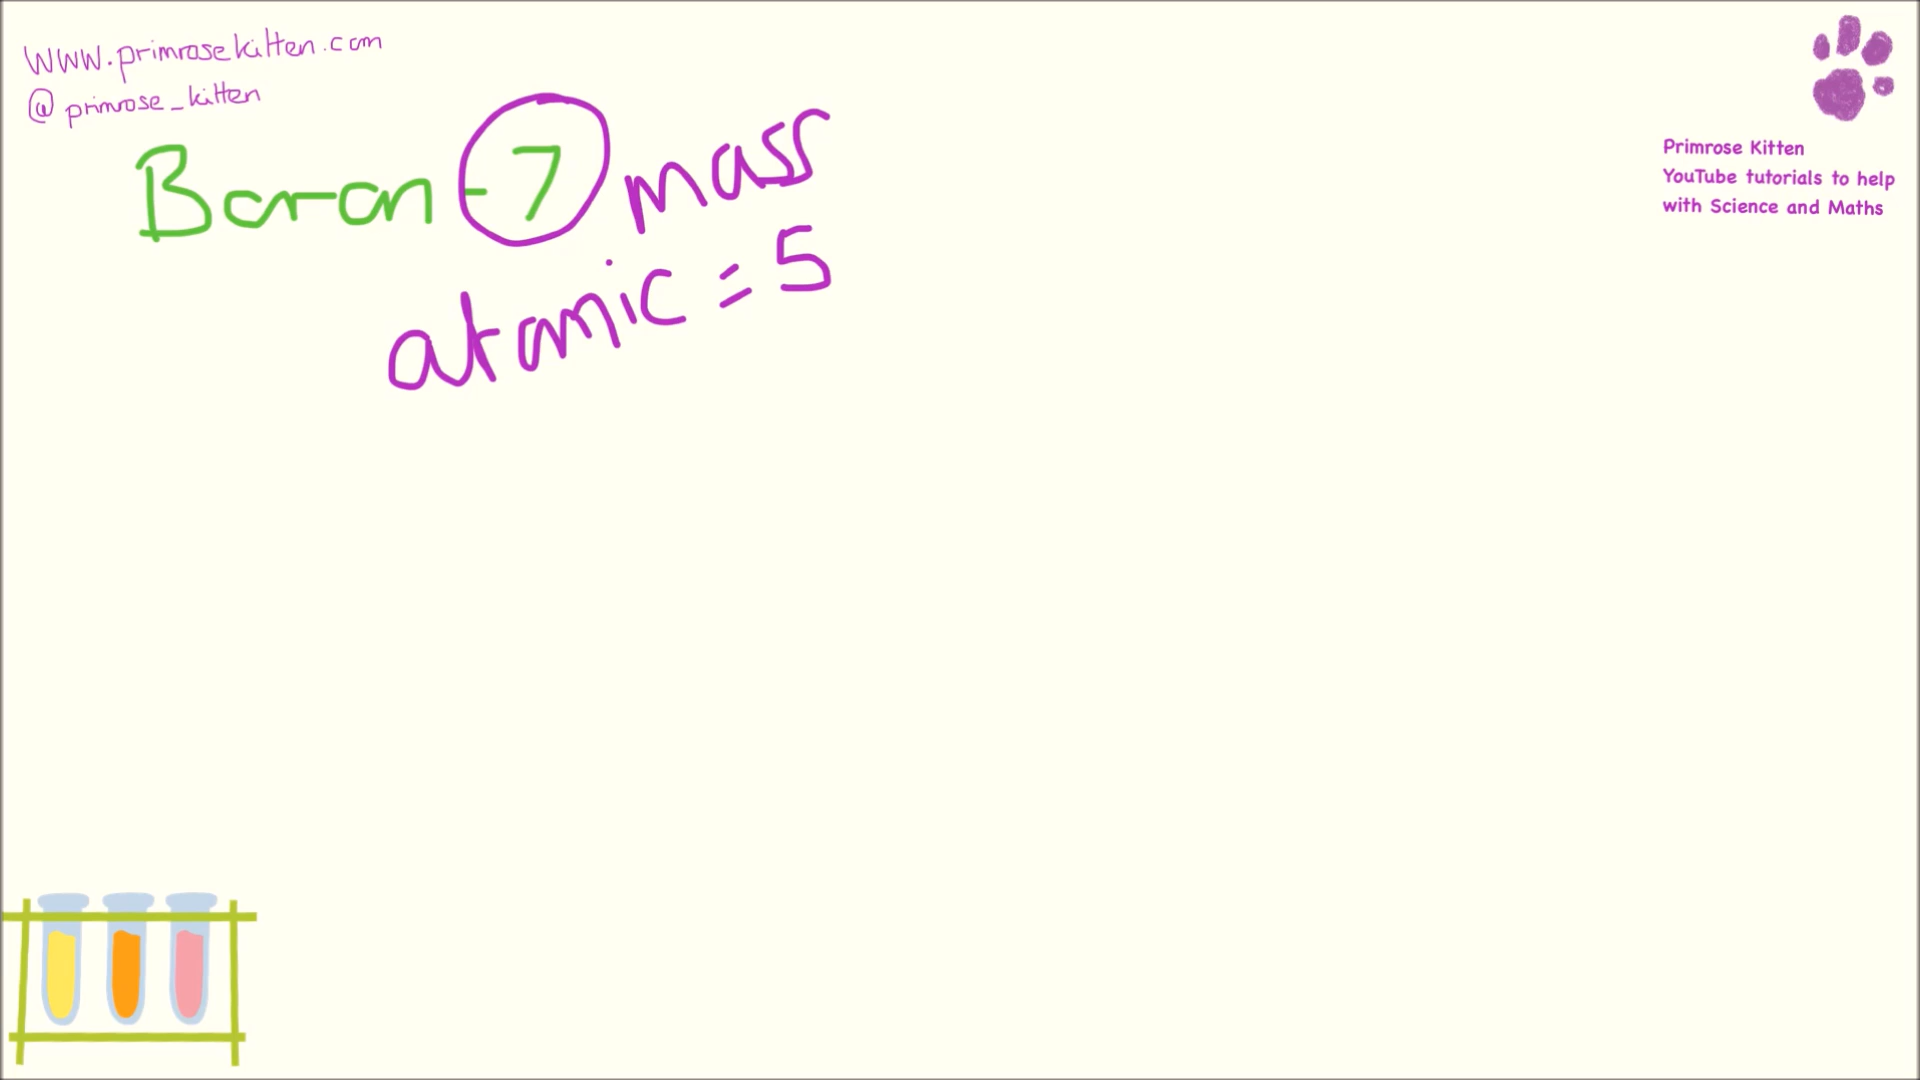 www.primrosekitten.com
@primrose_kitten
Boron-7 mass
atomic = 5
Primrose Kitten
YouTube tutorials to help
with Science and Maths